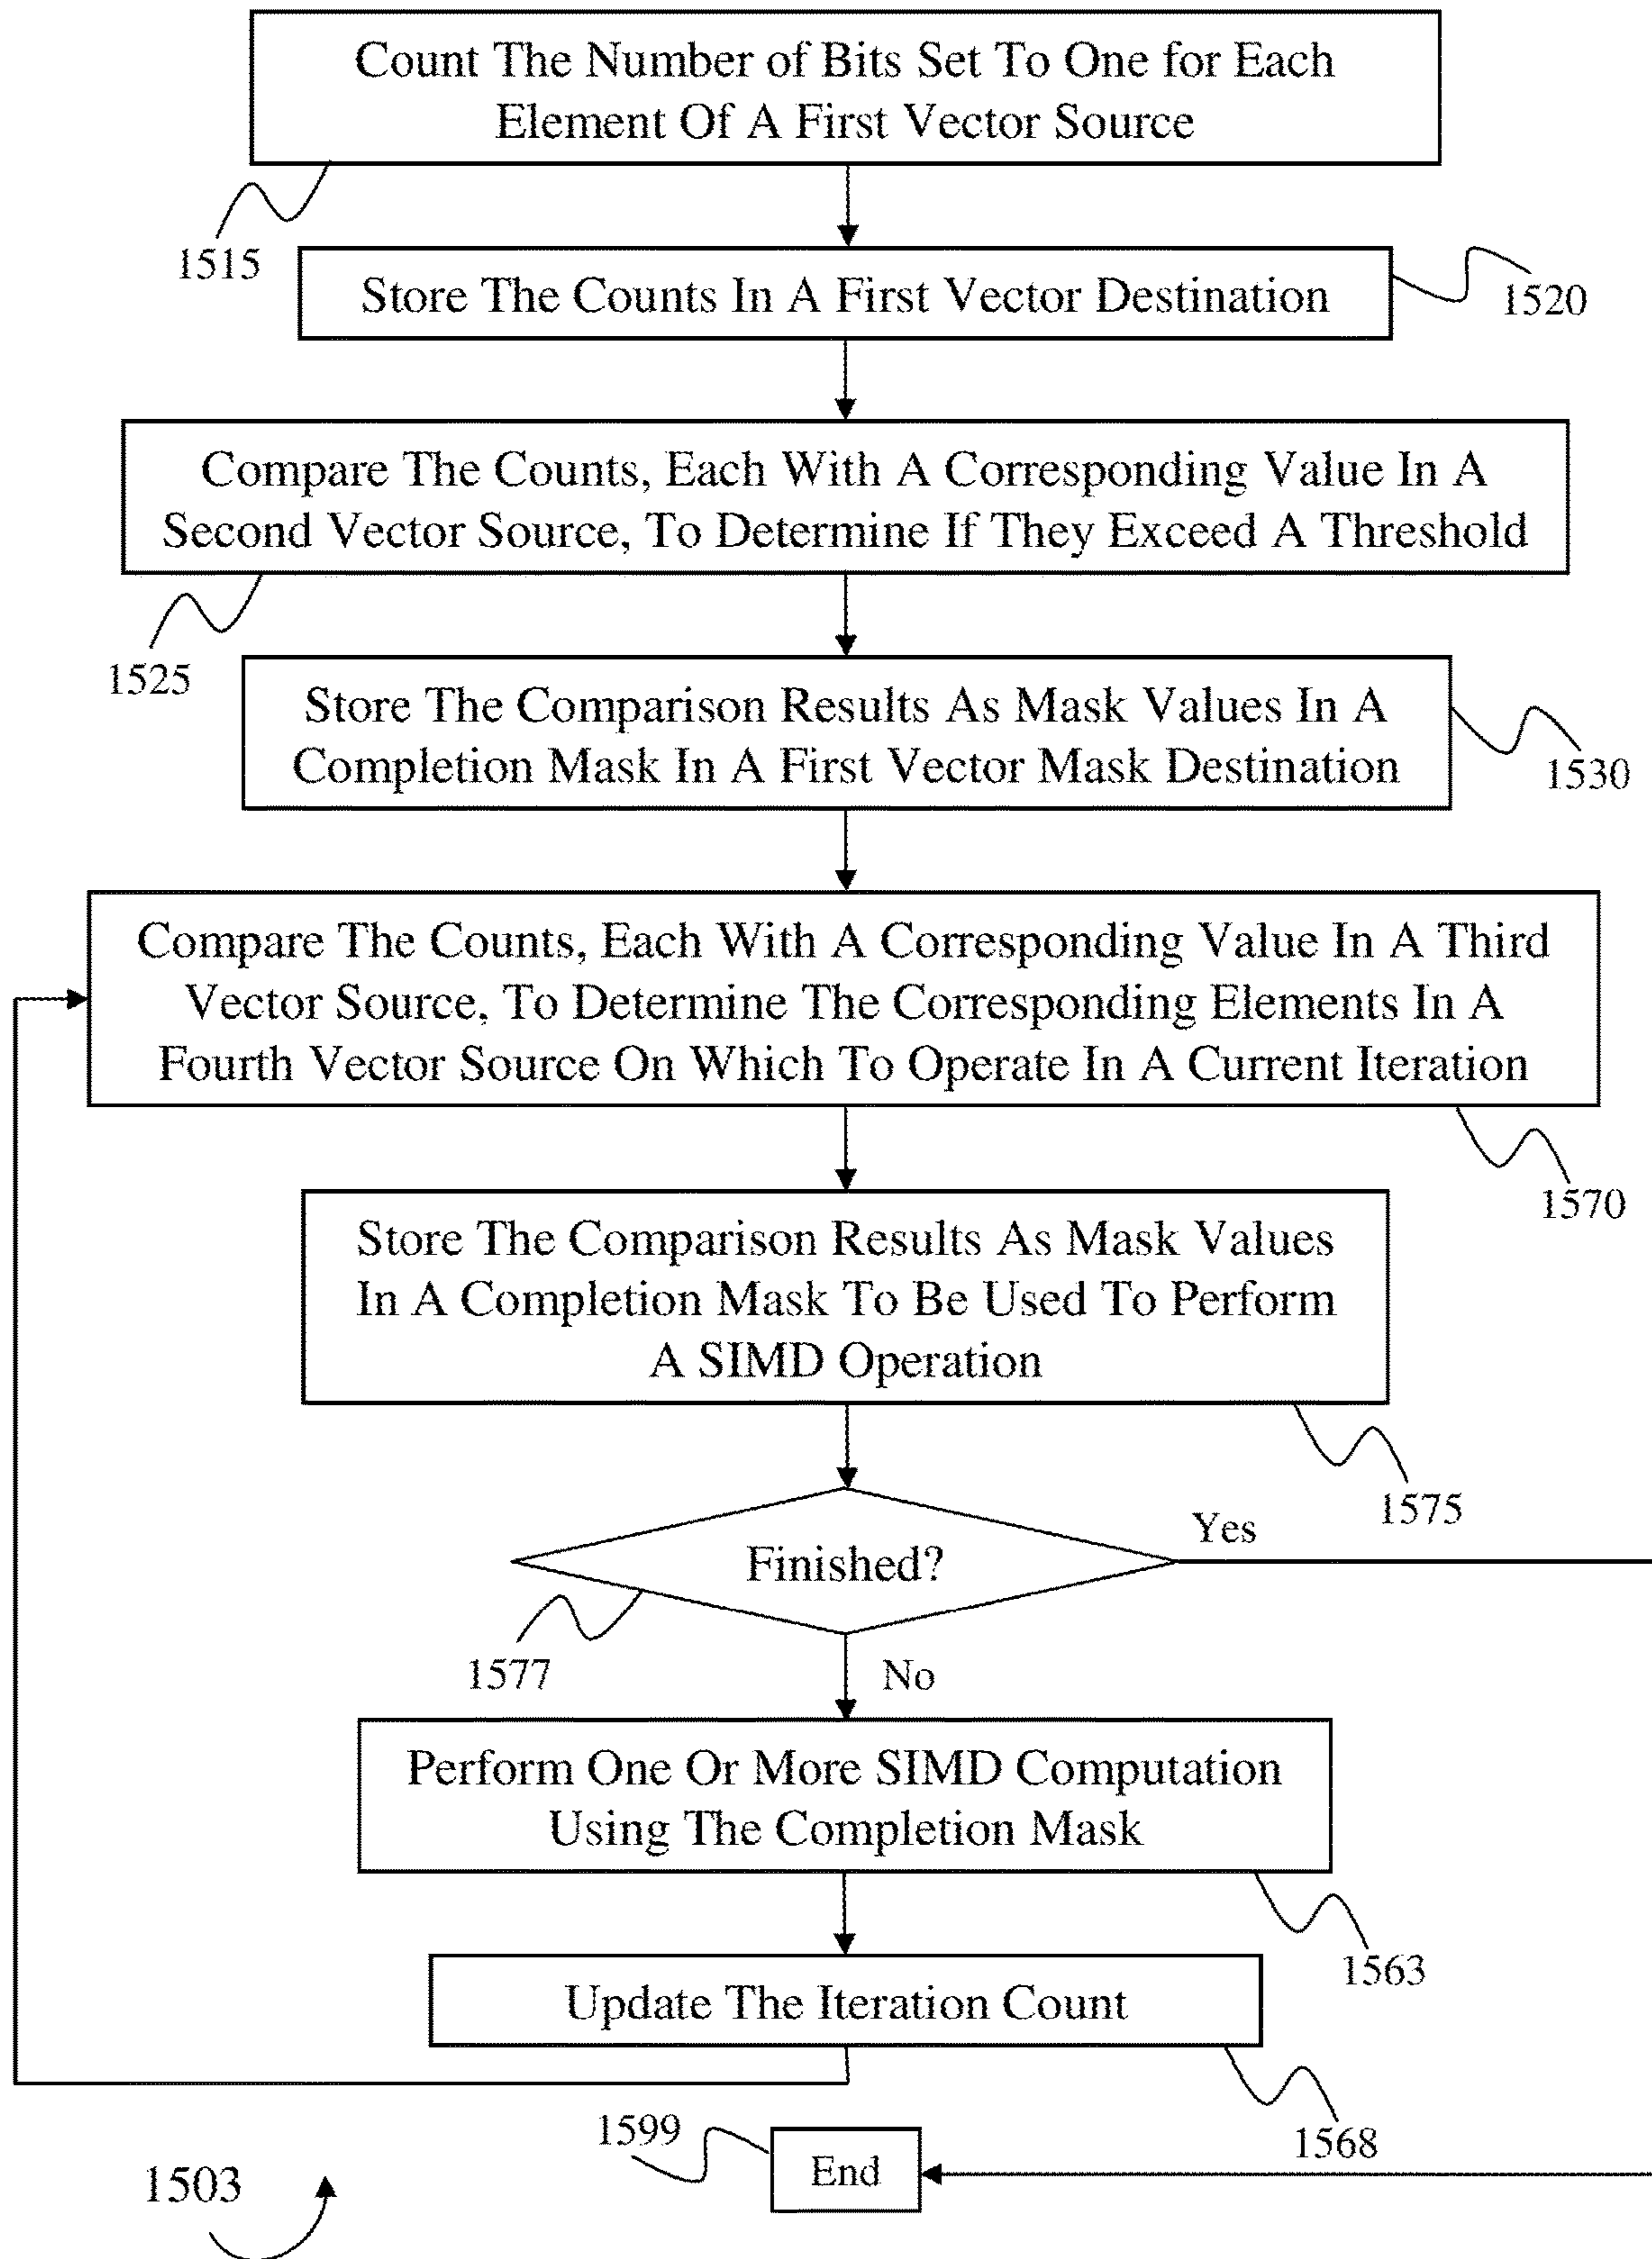 Count The Number of Bits Set To One for Each
Element Of A First Vector Source
1515
Store The Counts In A First Vector Destination
1520
Compare The Counts, Each With A Corresponding Value In A
Second Vector Source, To Determine If They Exceed A Threshold
1525
Store The Comparison Results As Mask Values In A
Completion Mask In A First Vector Mask Destination
1530
Compare The Counts, Each With A Corresponding Value In A Third
Vector Source, To Determine The Corresponding Elements In A
Fourth Vector Source On Which To Operate In A Current Iteration
1570
Store The Comparison Results As Mask Values
In A Completion Mask To Be Used To Perform
A SIMD Operation
1575
Yes
Finished?
1577
No
Perform One Or More SIMD Computation
Using The Completion Mask
1563
Update The Iteration Count
1568
1599
End
1503